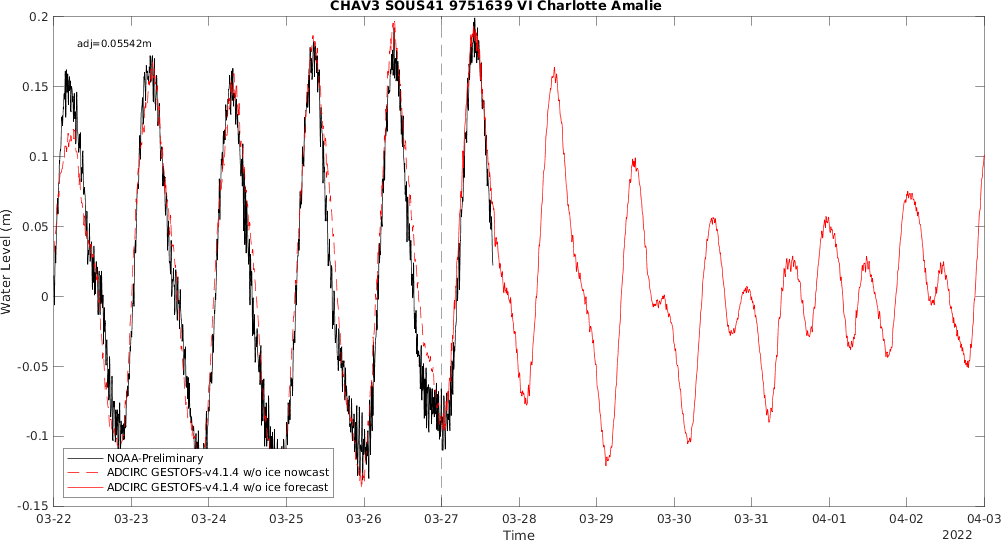 CHAV3 SOUS41 9751639 VI Charlotte Amalie
adj=0.05542m
0.2
0.15
0.1
0.05
0
-0.05
-0.1
-0.15
Water Level (m)
NOAA-Preliminary
ADCIRC GESTOFS-v4.1.4 w/o ice nowcast
ADCIRC GESTOFS-v4.1.4 w/o ice forecast
03-22 03-23 03-24 03-25 03-26 03-27 03-28 03-29 03-30 03-31 04-01 04-02 04-03
Time
2022